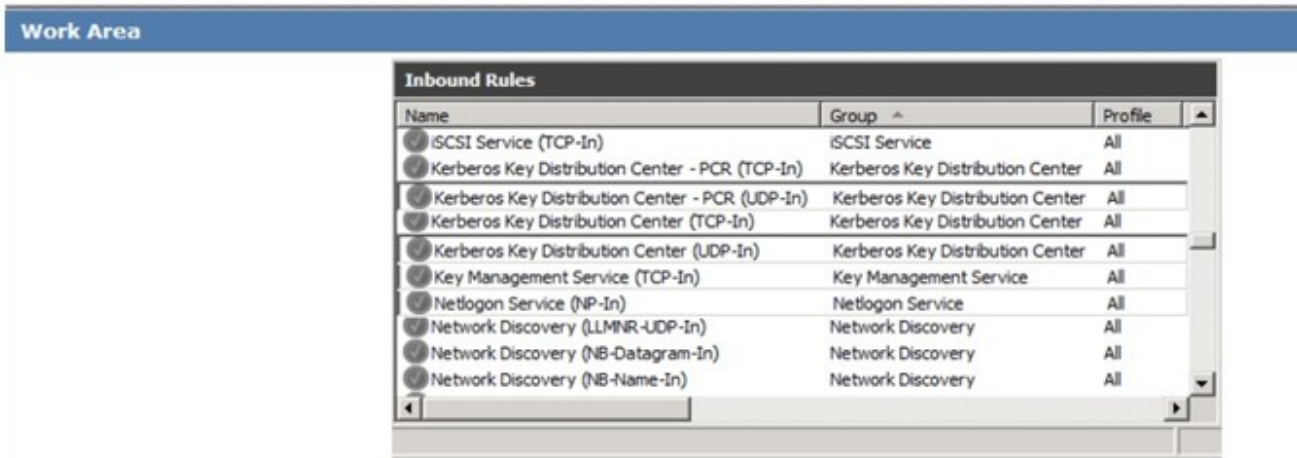 Work Area
Inbound Rules
Name Group Profile
iSCSI Service (TCP-In) iSCSI Service All
Kerberos Key Distribution Center - PCR (TCP-In) Kerberos Key Distribution Center All
Kerberos Key Distribution Center - PCR (UDP-In) Kerberos Key Distribution Center All
Kerberos Key Distribution Center (TCP-In) Kerberos Key Distribution Center All
Kerberos Key Distribution Center (UDP-In) Kerberos Key Distribution Center All
Key Management Service (TCP-In) Key Management Service All
Netlogon Service (NP-In) Netlogon Service All
Network Discovery (LLMNR-UDP-In) Network Discovery All
Network Discovery (NB-Datagram-In) Network Discovery All
Network Discovery (NB-Name-In) Network Discovery All